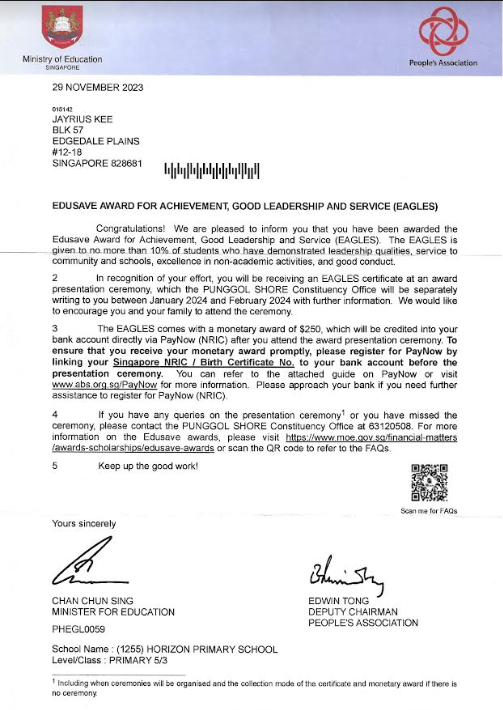 Ministry of Education
SINGAPORE
People's Association
29 NOVEMBER 2023
015142
JAYRIUS KEE
BLK 57
EDGEDALE PLAINS
#12-18
SINGAPORE 828681
EDUSAVE AWARD FOR ACHIEVEMENT, GOOD LEADERSHIP AND SERVICE (EAGLES)
Congratulations! We are pleased to inform you that you have been awarded the
Edusave Award for Achievement, Good Leadership and Service (EAGLES). The EAGLES is
given to no more than 10% of students who have demonstrated leadership qualities, service to
community and schools, excellence in non-academic activities, and good conduct.
2 In recognition of your effort, you will be receiving an EAGLES certificate at an award
presentation ceremony, which the PUNGGOL SHORE Constituency Office will be separately
writing to you between January 2024 and February 2024 with further information. We would like
to encourage you and your family to attend the ceremony.
3 The EAGLES comes with a monetary award of $250, which will be credited into your
bank account directly via PayNow (NRIC) after you attend the award presentation ceremony. To
ensure that you receive your monetary award promptly, please register for PayNow by
linking your Singapore NRIC / Birth Certificate No. to your bank account before the
presentation ceremony. You can refer to the attached guide on PayNow or visit
www.abs.org.sg/PayNow for more information. Please approach your bank if you need further
assistance to register for PayNow (NRIC).
4 If you have any queries on the presentation ceremony1 or you have missed the
ceremony, please contact the PUNGGOL SHORE Constituency Office at 63120508. For more
information on the Edusave awards, please visit https://www.moe.gov.sg/financial-matters
/awards-scholarships/edusave-awards or scan the QR code to refer to the FAQs.
5 Keep up the good work!
Scan me for FAQs
Yours sincerely
CHAN CHUN SING
MINISTER FOR EDUCATION
EDWIN TONG
DEPUTY CHAIRMAN
PEOPLE'S ASSOCIATION
PHEGL0059
School Name : (1255) HORIZON PRIMARY SCHOOL
Level/Class : PRIMARY 5/3
1 Including when ceremonies will be organised and the collection mode of the certificate and monetary award if there is
no ceremony.